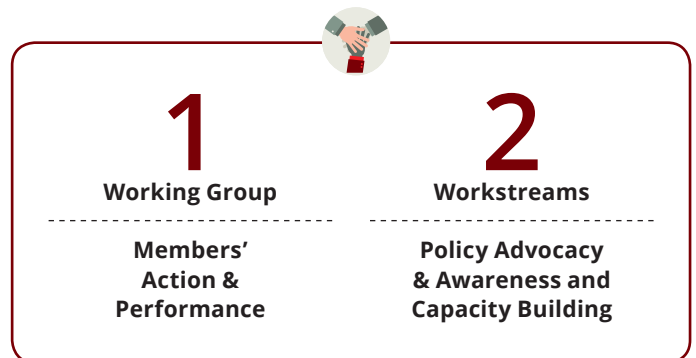 1
Working Group
Members’
Action &
Performance
2
Workstreams
Policy Advocacy
& Awareness and
Capacity Building